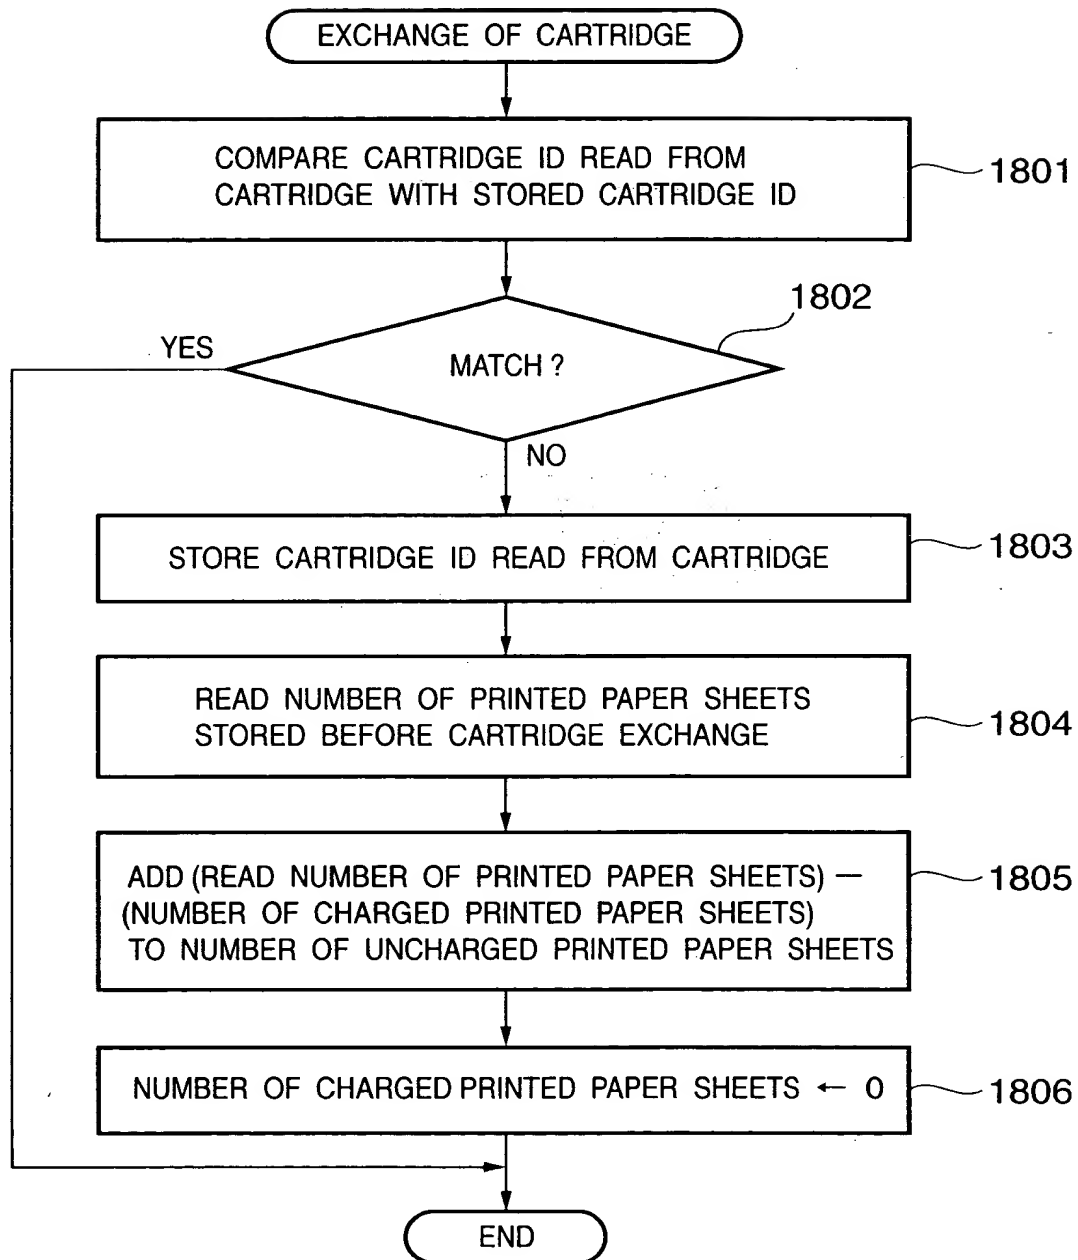 EXCHANGE OF CARTRIDGE
COMPARE CARTRIDGE ID READ FROM
CARTRIDGE WITH STORED CARTRIDGE ID
1801
1802
YES
MATCH ?
NO
STORE CARTRIDGE ID READ FROM CARTRIDGE
1803
READ NUMBER OF PRINTED PAPER SHEETS
STORED BEFORE CARTRIDGE EXCHANGE
1804
ADD (READ NUMBER OF PRINTED PAPER SHEETS) —
(NUMBER OF CHARGED PRINTED PAPER SHEETS)
TO NUMBER OF UNCHARGED PRINTED PAPER SHEETS
1805
NUMBER OF CHARGED PRINTED PAPER SHEETS ← 0
1806
END